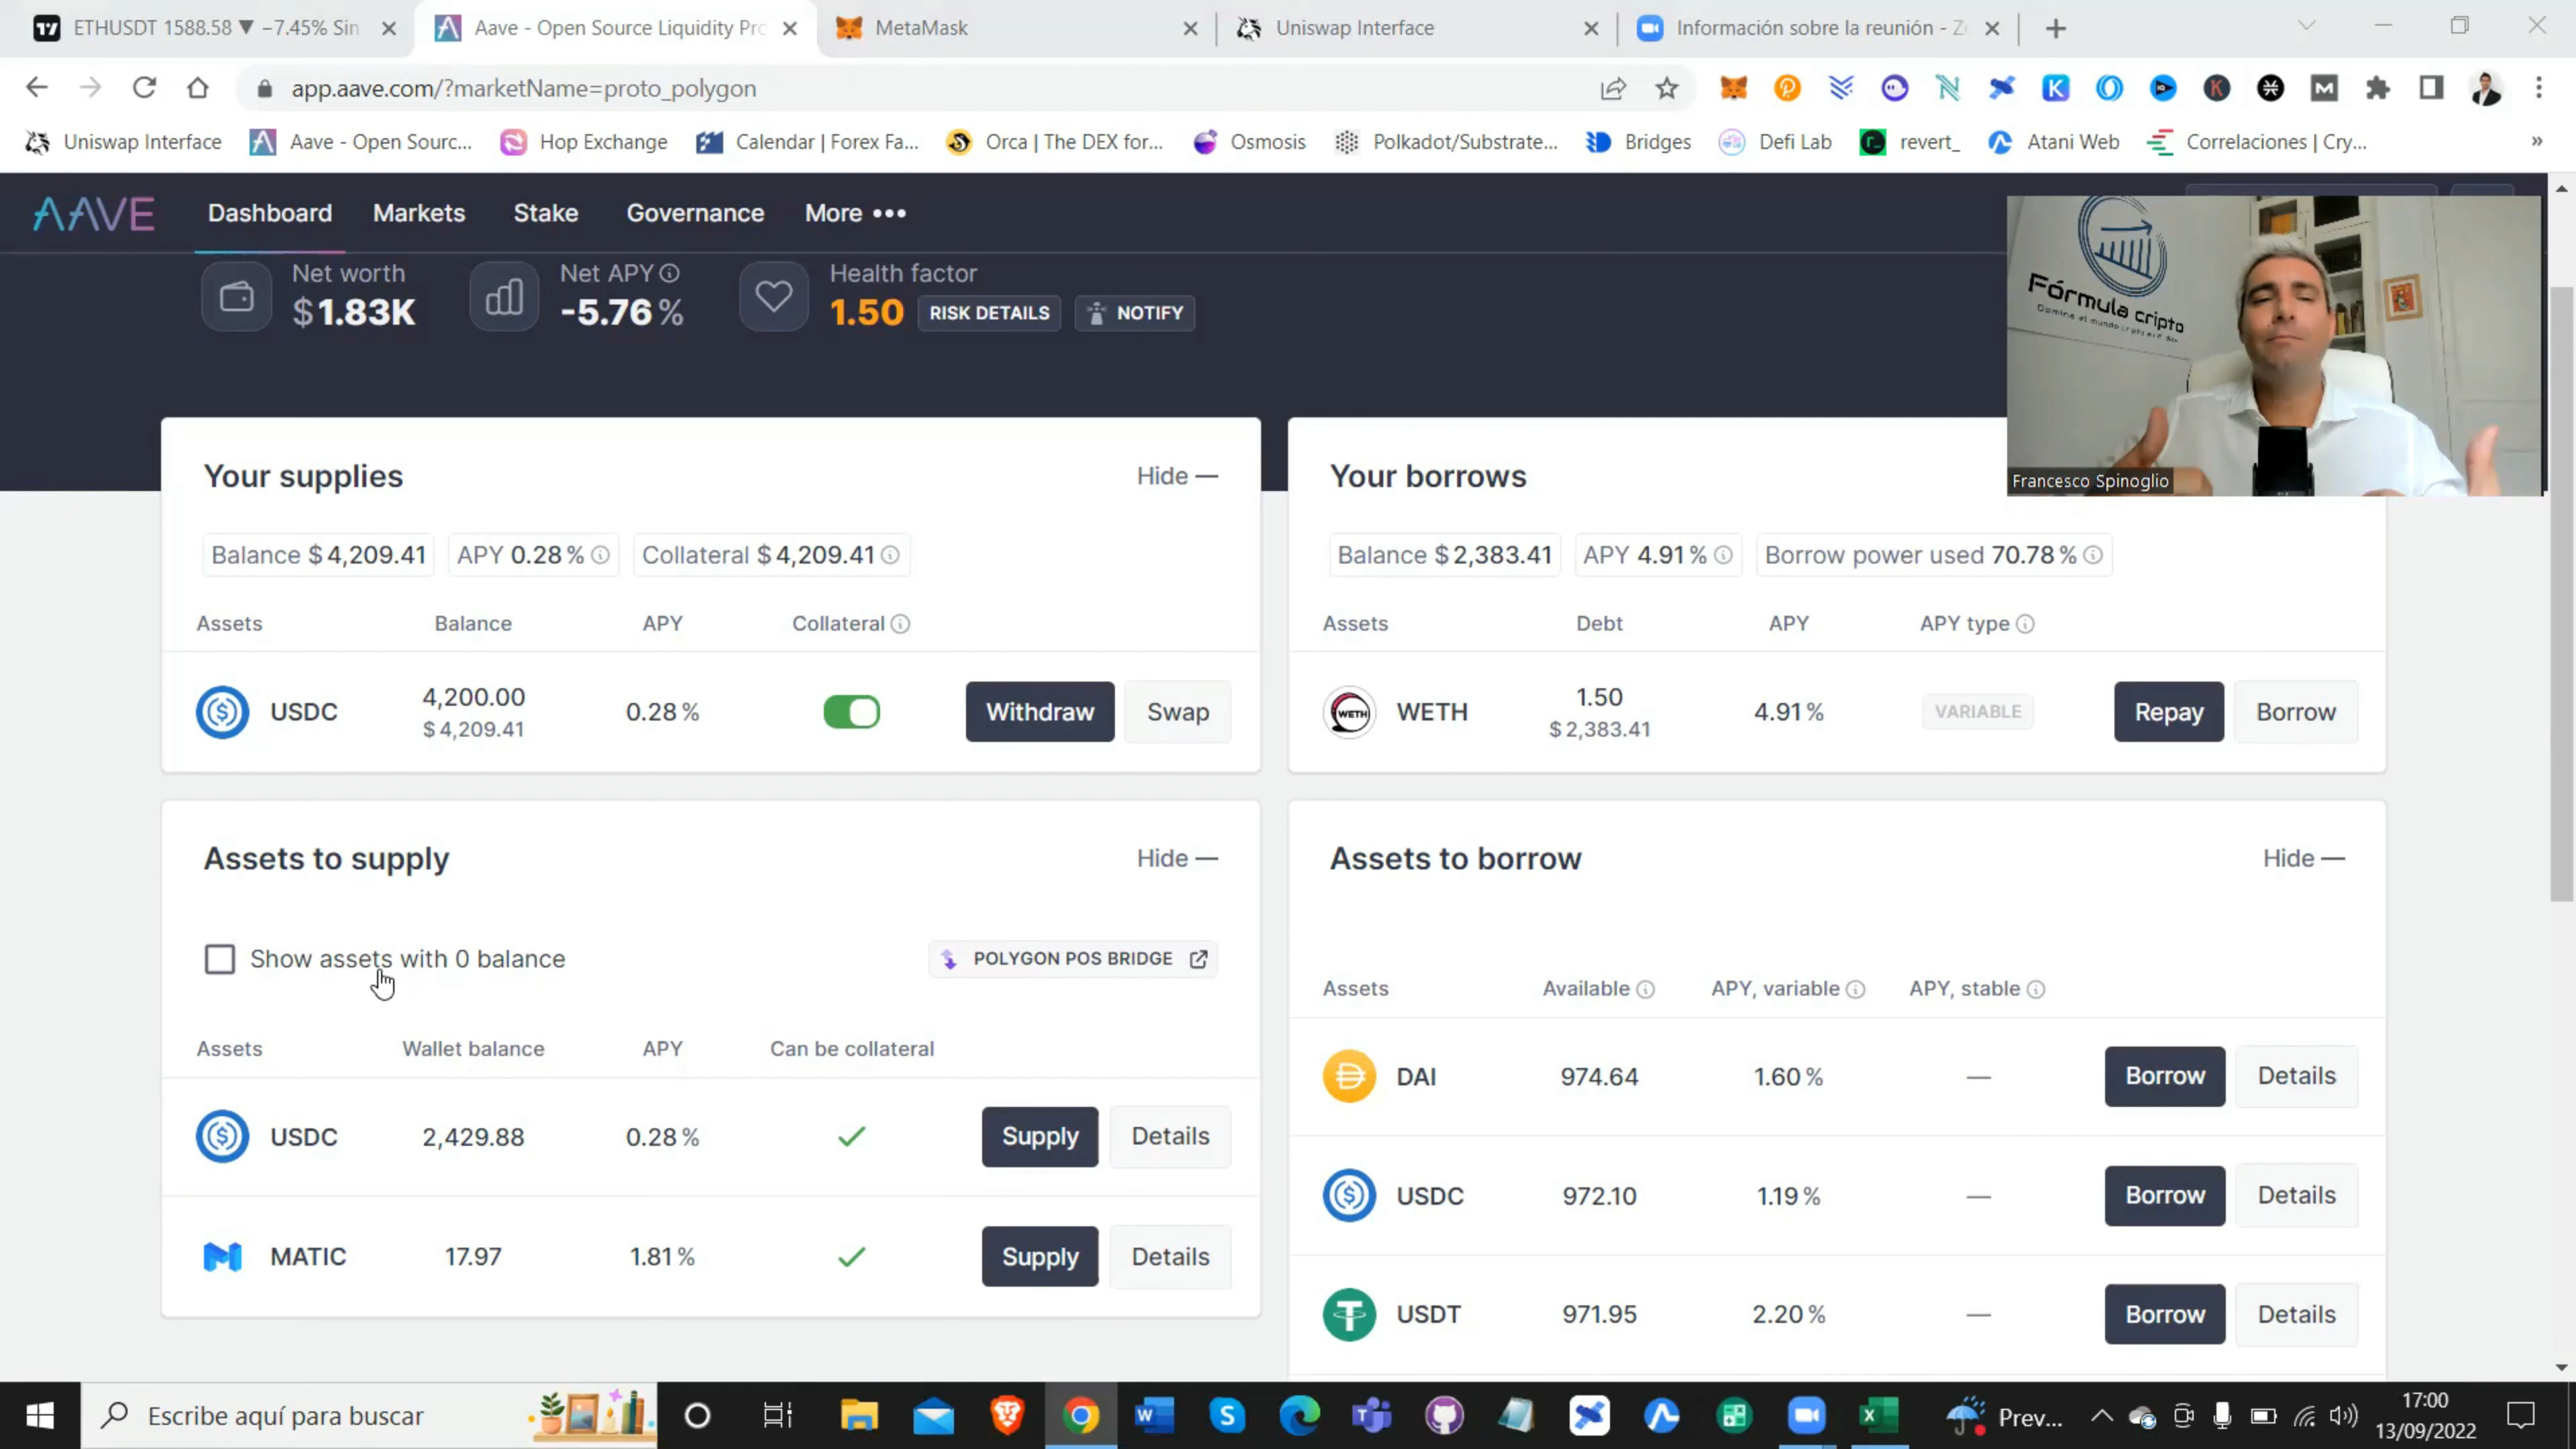 ETHUSDT 1588.58 ▼ −7.45% Sin
Aave - Open Source Liquidity Pro
MetaMask
Uniswap Interface
Información sobre la reunión - Z
app.aave.com/?marketName=proto_polygon
Uniswap Interface
Aave - Open Sourc...
Hop Exchange
Calendar | Forex Fa...
Orca | The DEX for...
Osmosis
Polkadot/Substrate...
Bridges
Defi Lab
revert_
Atani Web
Correlaciones | Cry...
AAVE
Dashboard
Markets
Stake
Governance
More •••
Net worth
$1.83K
Net APY
-5.76 %
Health factor
1.50
RISK DETAILS
NOTIFY
Fórmula cripto
Francesco Spinoglio
Your supplies
Hide —
Balance $ 4,209.41
APY 0.28 %
Collateral $ 4,209.41
Assets Balance APY Collateral
USDC 4,200.00 0.28 % Withdraw Swap
$ 4,209.41
Your borrows
Balance $ 2,383.41
APY 4.91 %
Borrow power used 70.78 %
Assets Debt APY APY type
WETH WETH 1.50 4.91 % VARIABLE Repay Borrow
$ 2,383.41
Assets to supply
Hide —
Show assets with 0 balance
POLYGON POS BRIDGE
Assets Wallet balance APY Can be collateral
USDC 2,429.88 0.28 % Supply Details
MATIC 17.97 1.81 % Supply Details
Assets to borrow
Hide —
Assets Available APY, variable APY, stable
DAI 974.64 1.60 % — Borrow Details
USDC 972.10 1.19 % — Borrow Details
USDT 971.95 2.20 % — Borrow Details
Escribe aquí para buscar
Prev...
17:00
13/09/2022